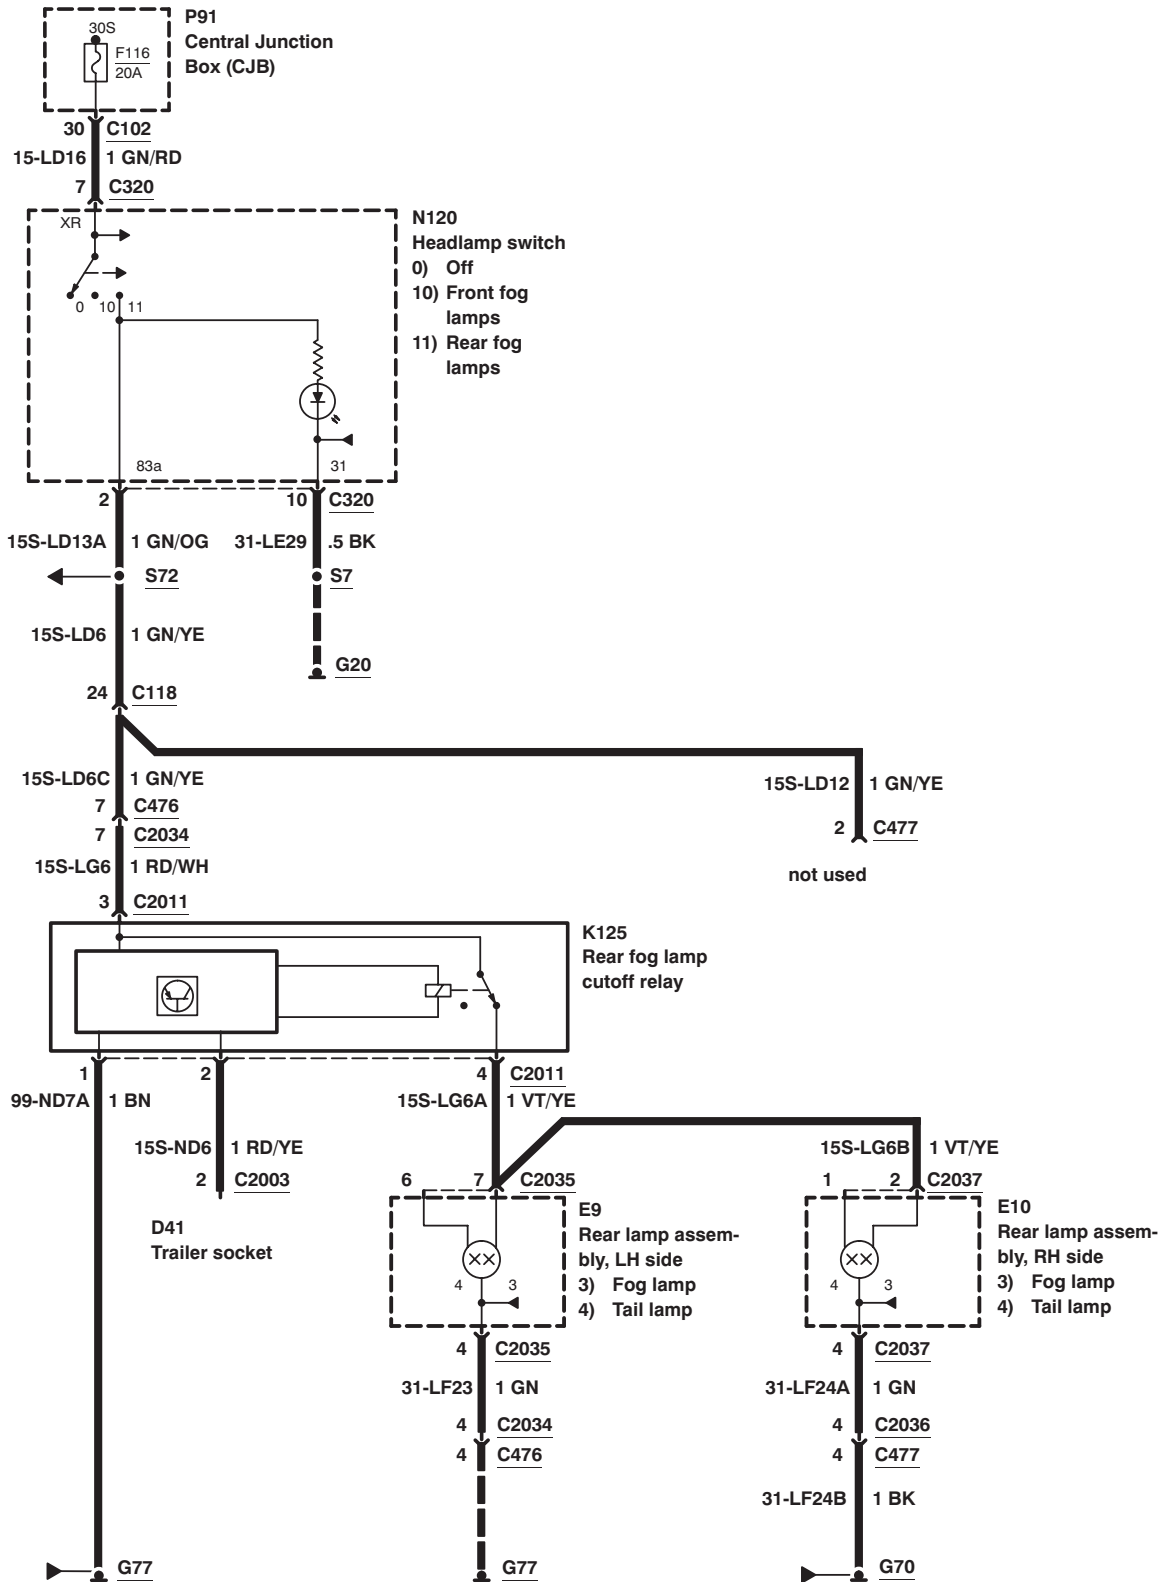 30S
F116
20A
P91
Central Junction
Box (CJB)
30 C102
15-LD16 1 GN/RD
7 C320
XR
0 10 11
83a
31
N120
Headlamp switch
0) Off
10) Front fog
lamps
11) Rear fog
lamps
2
10 C320
15S-LD13A 1 GN/OG
31-LE29 .5 BK
S72
S7
15S-LD6 1 GN/YE
G20
24 C118
15S-LD6C 1 GN/YE
15S-LD12 1 GN/YE
7 C476
2 C477
7 C2034
not used
15S-LG6 1 RD/WH
3 C2011
K125
Rear fog lamp
cutoff relay
1
2
4 C2011
99-ND7A 1 BN
15S-LG6A 1 VT/YE
15S-ND6 1 RD/YE
15S-LG6B 1 VT/YE
2 C2003
6
7 C2035
1
2 C2037
D41
Trailer socket
4 3
E9
Rear lamp assem-
bly, LH side
3) Fog lamp
4) Tail lamp
4 3
E10
Rear lamp assem-
bly, RH side
3) Fog lamp
4) Tail lamp
4 C2035
4 C2037
31-LF23 1 GN
31-LF24A 1 GN
4 C2034
4 C2036
4 C476
4 C477
31-LF24B 1 BK
G77
G77
G70